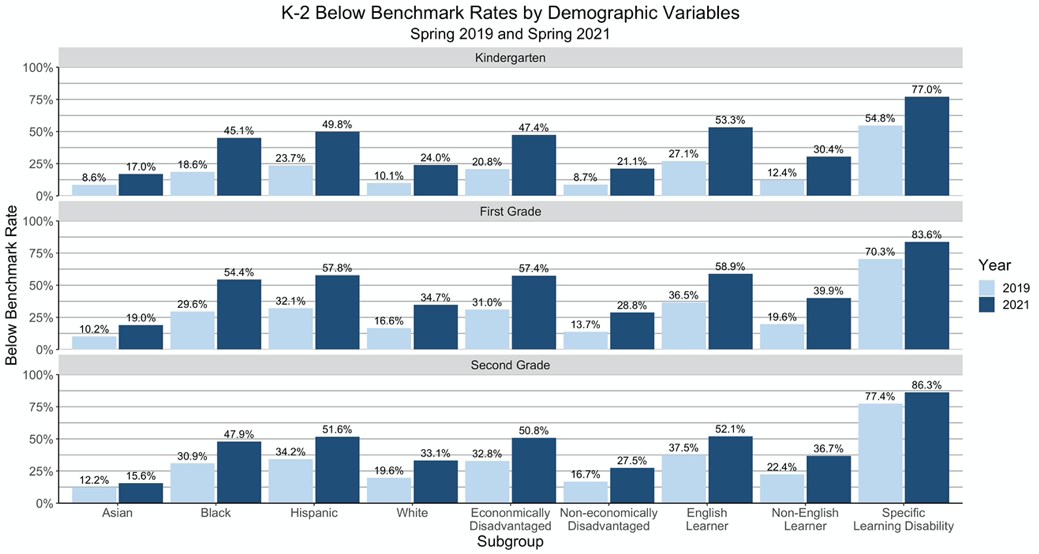 K-2 Below Benchmark Rates by Demographic Variables
Spring 2019 and Spring 2021
Kindergarten
100%
75%
50%
25%
0%
8.6% 17.0% 18.6% 45.1% 23.7% 49.8% 10.1% 24.0% 20.8% 47.4% 8.7% 21.1% 27.1% 53.3% 12.4% 30.4% 54.8% 77.0%
First Grade
100%
75%
50%
25%
0%
10.2% 19.0% 29.6% 54.4% 32.1% 57.8% 16.6% 34.7% 31.0% 57.4% 13.7% 28.8% 36.5% 58.9% 19.6% 39.9% 70.3% 83.6%
Second Grade
100%
75%
50%
25%
0%
12.2% 15.6% 30.9% 47.9% 34.2% 51.6% 19.6% 33.1% 32.8% 50.8% 16.7% 27.5% 37.5% 52.1% 22.4% 36.7% 77.4% 86.3%
Below Benchmark Rate
Asian
Black
Hispanic
White
Econonmically
Disadvantaged
Non-economically
Disadvantaged
English
Learner
Non-English
Learner
Specific
Learning Disability
Subgroup
Year
2019
2021